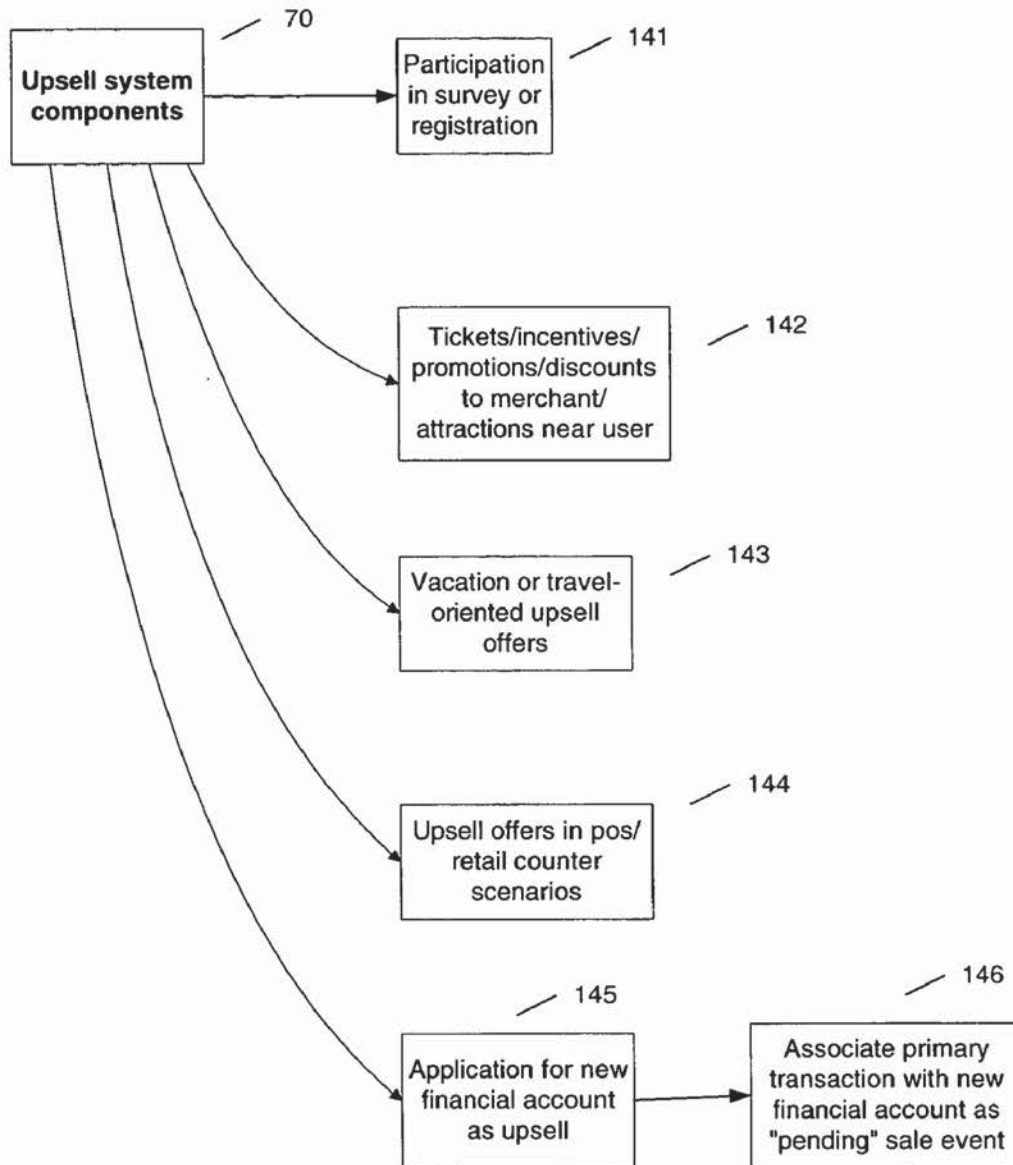 70
Upsell system
components
141
Participation
in survey or
registration
142
Tickets/incentives/
promotions/discounts
to merchant/
attractions near user
143
Vacation or travel-
oriented upsell
offers
144
Upsell offers in pos/
retail counter
scenarios
145
Application for new
financial account
as upsell
146
Associate primary
transaction with new
financial account as
"pending" sale event